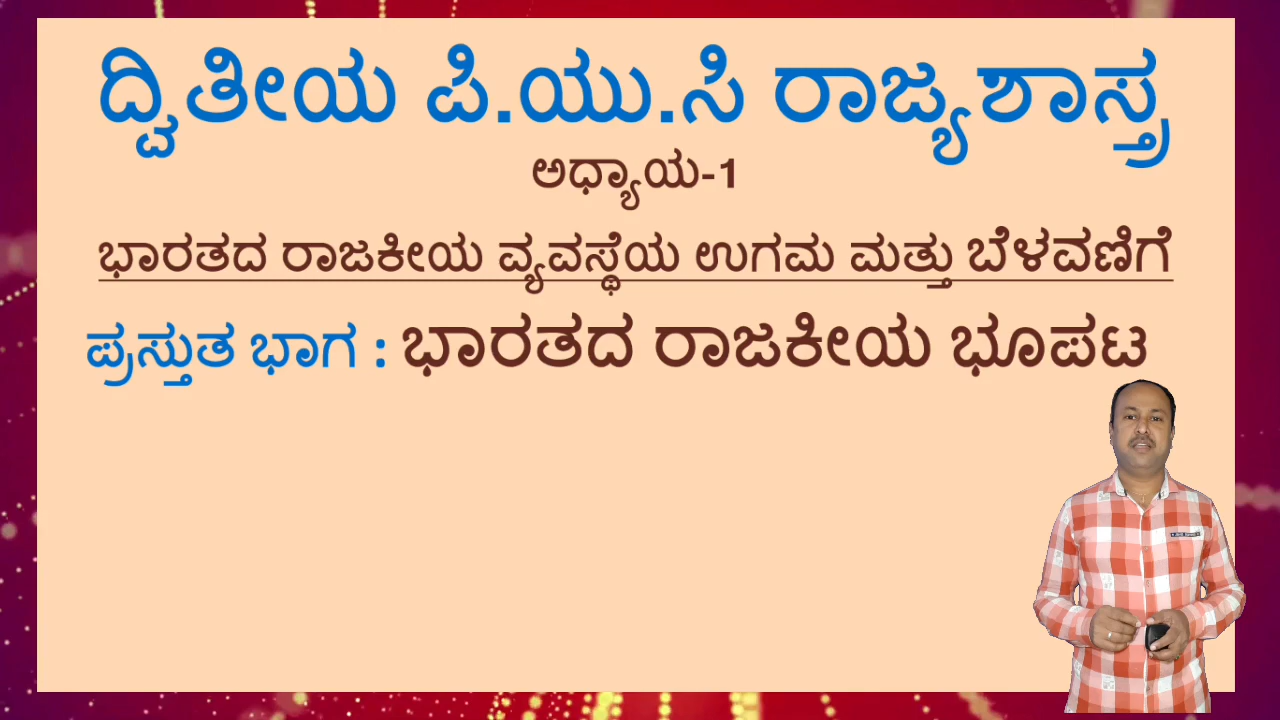 ದ್ವಿತೀಯ ಪಿ.ಯು.ಸಿ ರಾಜ್ಯಶಾಸ್ತ್ರ
ಅಧ್ಯಾಯ-1
ಭಾರತದ ರಾಜಕೀಯ ವ್ಯವಸ್ಥೆಯ ಉಗಮ ಮತ್ತು ಬೆಳವಣಿಗೆ
ಪ್ರಸ್ತುತ ಭಾಗ : ಭಾರತದ ರಾಜಕೀಯ ಭೂಪಟ